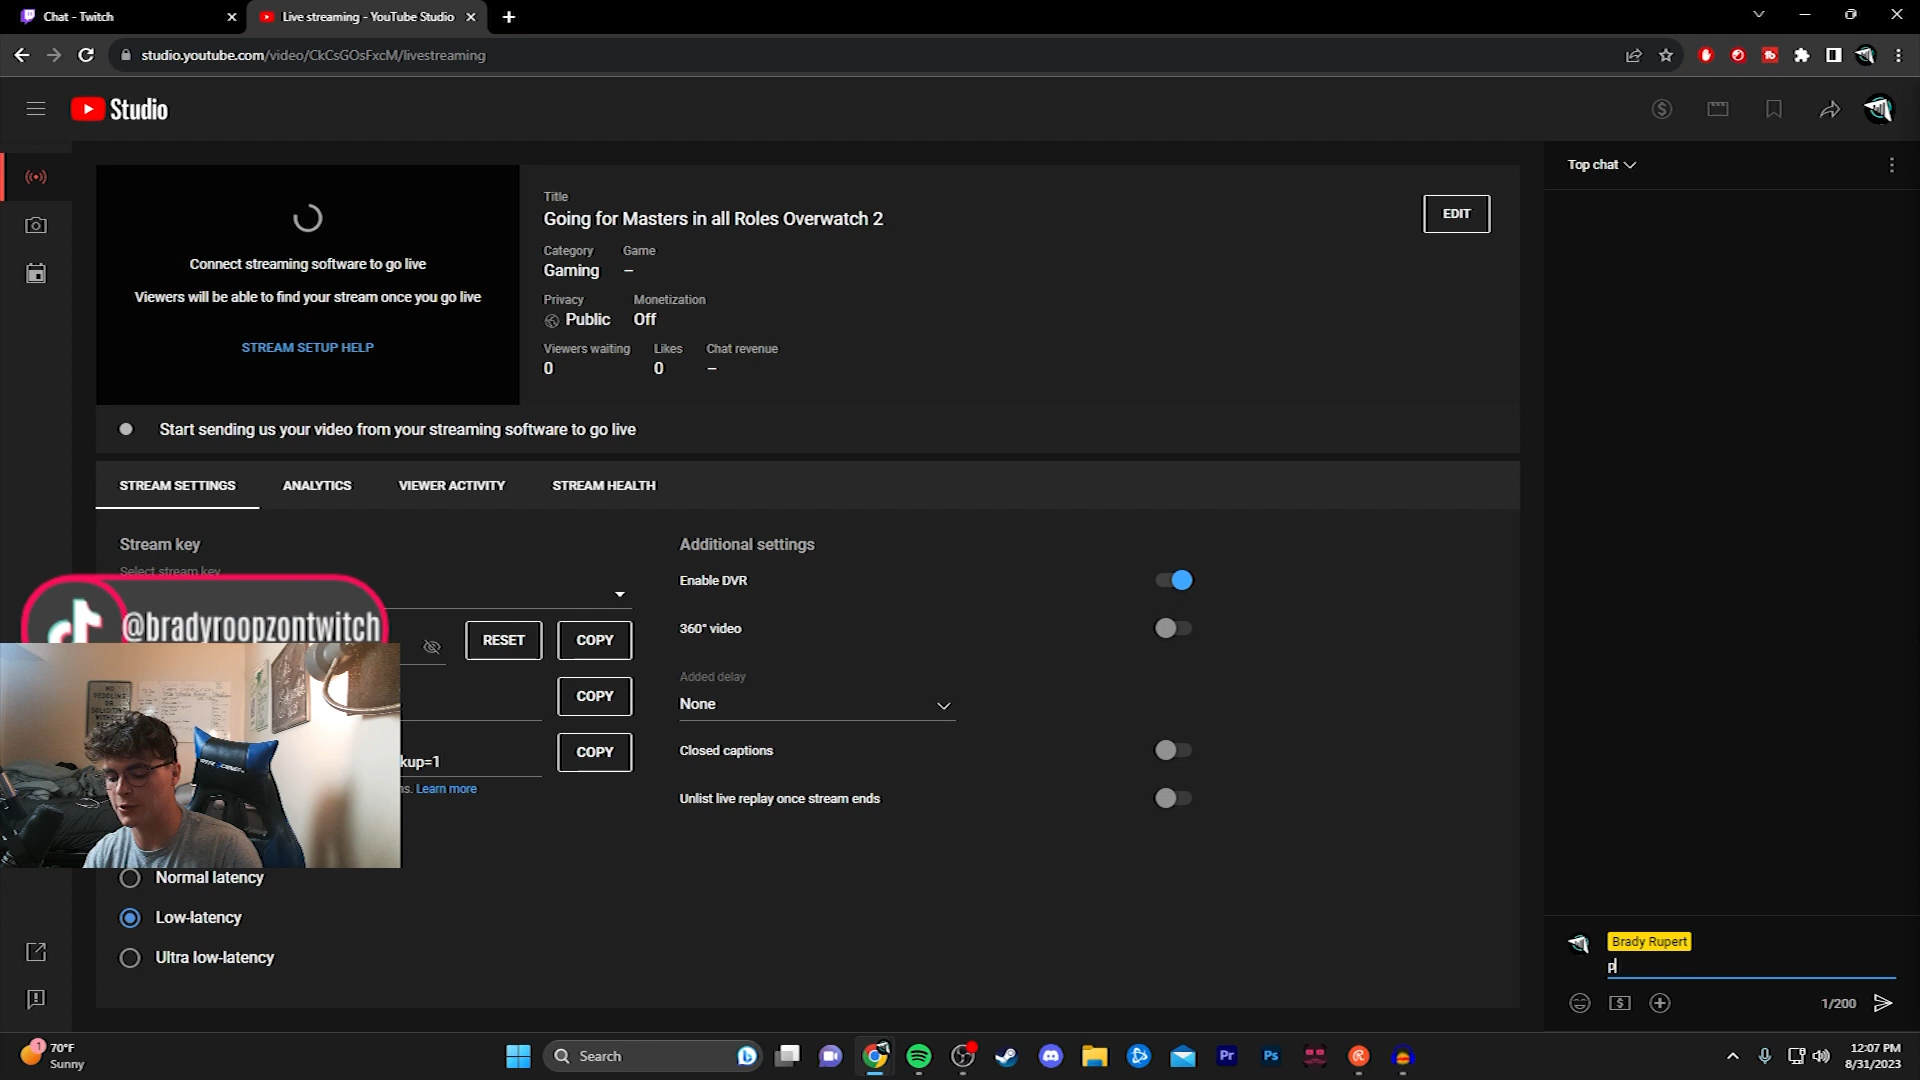 Chat - Twitch
Live streaming - YouTube Studio
studio.youtube.com/video/CkCsGOsFxcM/livestreaming
Studio
Top chat
Connect streaming software to go live
Viewers will be able to find your stream once you go live
STREAM SETUP HELP
Title
Going for Masters in all Roles Overwatch 2
EDIT
Category Game
Gaming –
Privacy Monetization
Public Off
Viewers waiting Likes Chat revenue
0 0 –
Start sending us your video from your streaming software to go live
STREAM SETTINGS ANALYTICS VIEWER ACTIVITY STREAM HEALTH
Stream key
Select stream key
@bradyroopzontwitch
RESET COPY
COPY
kup=1 COPY
ns. Learn more
Normal latency
Low-latency
Ultra low-latency
Additional settings
Enable DVR
360° video
Added delay
None
Closed captions
Unlist live replay once stream ends
Brady Rupert
p
1/200
1
70°F
Sunny
Search
Pr
Ps
12:07 PM
8/31/2023